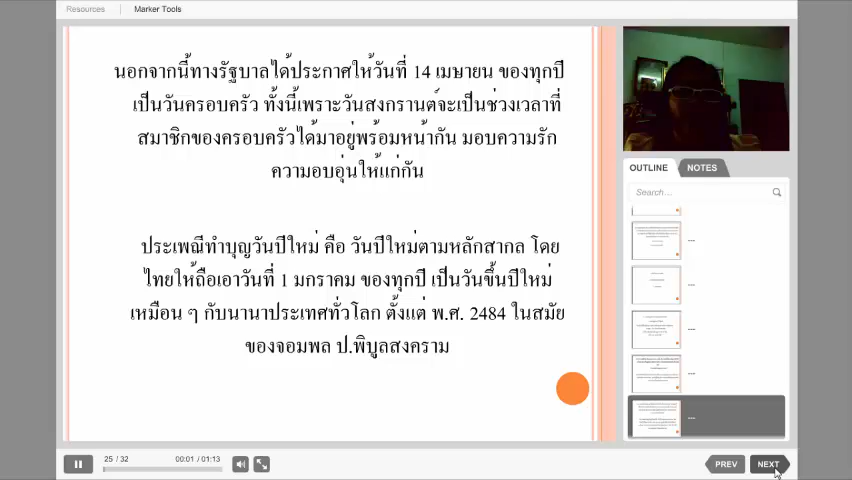 Resources
Marker Tools
นอกจากนี้ทางรัฐบาลได้ประกาศให้วันที่ 14 เมษายน ของทุกปี
เป็นวันครอบครัว ทั้งนี้เพราะวันสงกรานต์จะเป็นช่วงเวลาที่
สมาชิกของครอบครัวได้มาอยู่พร้อมหน้ากัน มอบความรัก
ความอบอุ่นให้แก่กัน
ประเพณีทำบุญวันปีใหม่ คือ วันปีใหม่ตามหลักสากล โดย
ไทยให้ถือเอาวันที่ 1 มกราคม ของทุกปี เป็นวันขึ้นปีใหม่
เหมือน ๆ กับนานาประเทศทั่วโลก ตั้งแต่ พ.ศ. 2484 ในสมัย
ของจอมพล ป.พิบูลสงคราม
OUTLINE
NOTES
Search...
...
...
...
...
...
25 / 32
00:01 / 01:13
PREV
NEXT